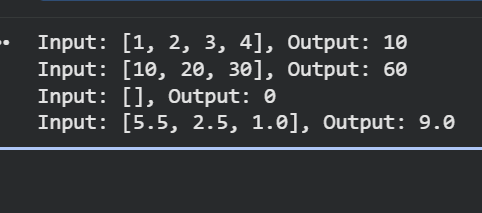 Input: [1, 2, 3, 4], Output: 10
Input: [10, 20, 30], Output: 60
Input: [], Output: 0
Input: [5.5, 2.5, 1.0], Output: 9.0